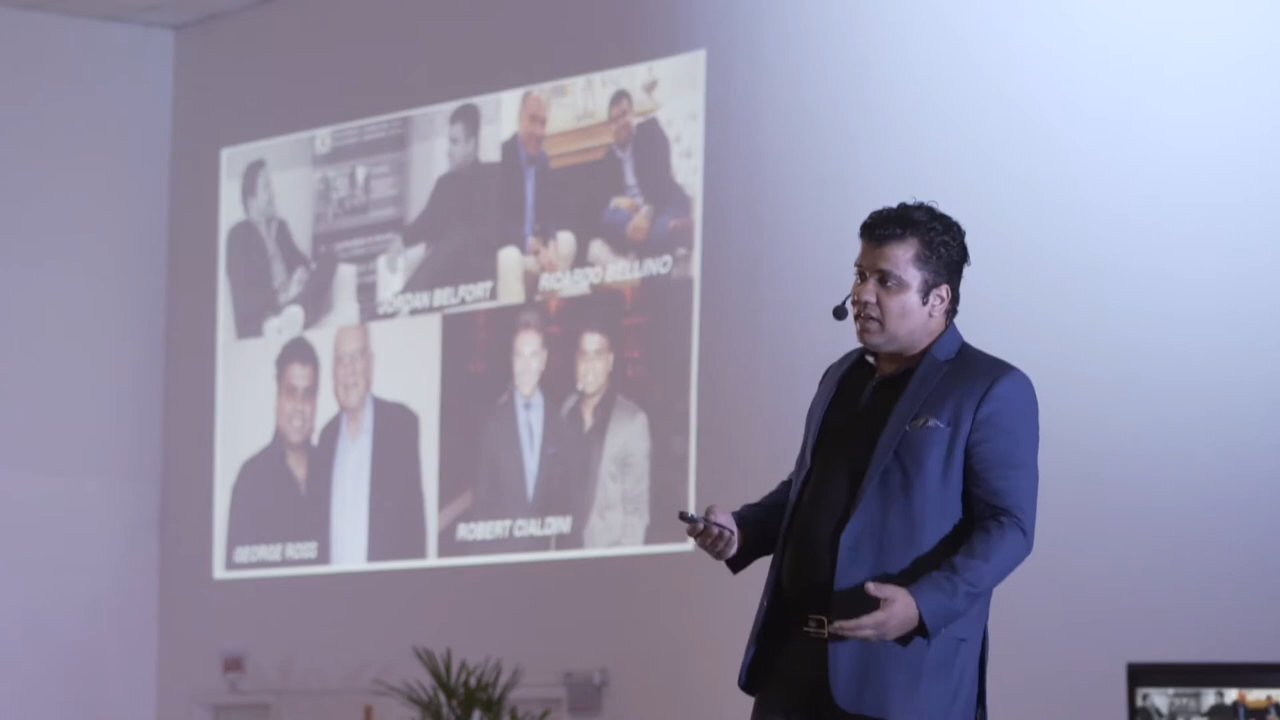 JORDAN BELFORT
RICARDO BELLINO
GEORGE ROSS
ROBERT CIALDINI